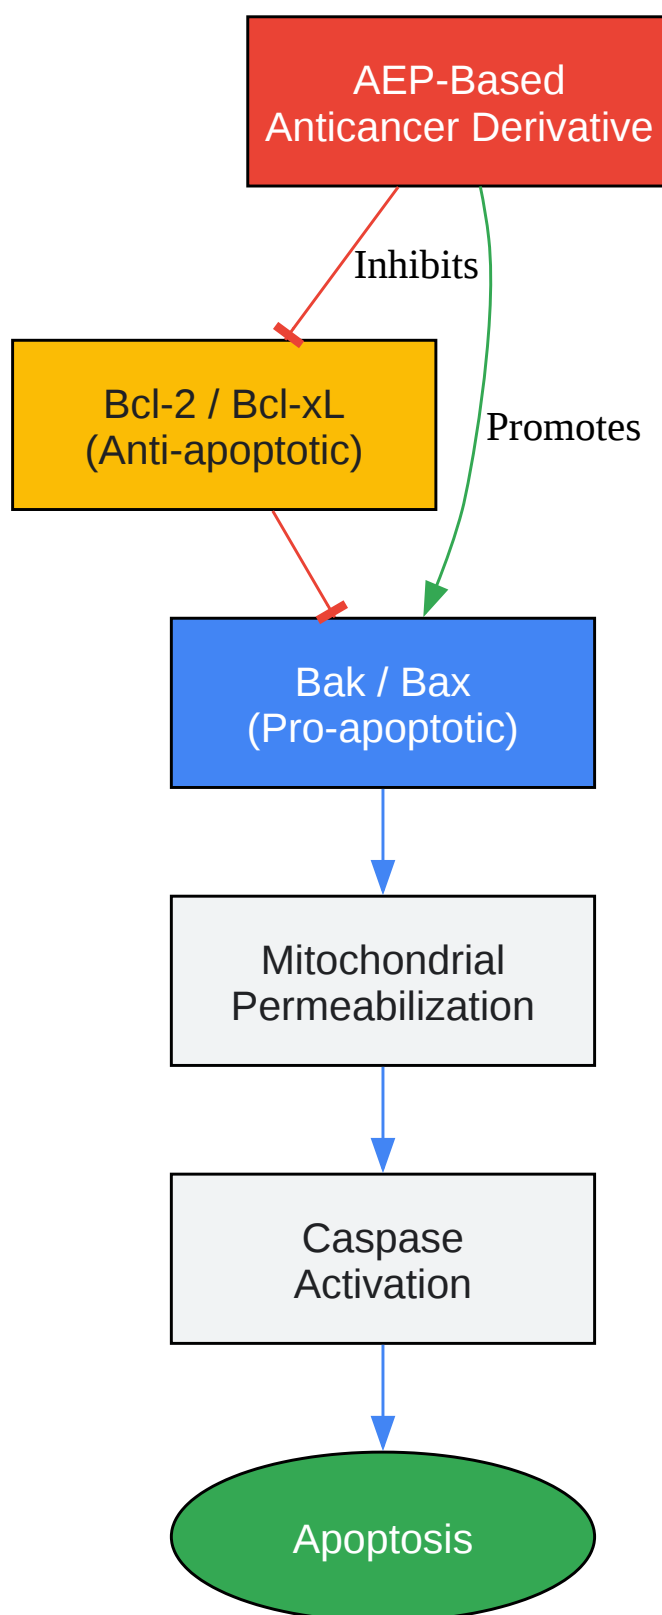 AEP-Based
Anticancer Derivative
Inhibits
Bcl-2 / Bcl-xL
(Anti-apoptotic)
Promotes
Bak / Bax
(Pro-apoptotic)
Mitochondrial
Permeabilization
Caspase
Activation
Apoptosis